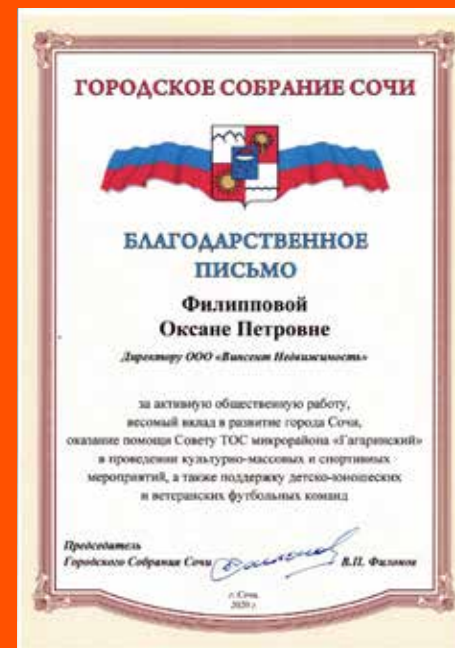 ГОРОДСКОЕ СОБРАНИЕ СОЧИ
БЛАГОДАРСТВЕННОЕ
ПИСЬМО
Филипповой
Оксане Петровне
Директору ООО «Винсент Недвижимость»
за активную общественную работу,
весомый вклад в развитие города Сочи,
оказание помощи Совету ТОС микрорайона «Гагаринский»
в проведении культурно-массовых и спортивных
мероприятий, а также поддержку детско-юношеских
и ветеранских футбольных команд
Председатель
Городского Собрания Сочи В.П. Филонов
г. Сочи,
2020 г.